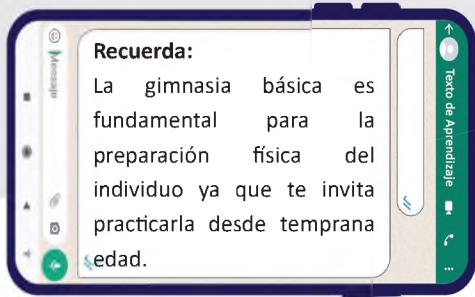 Texto de Aprendizaje
Recuerda:
La gimnasia básica es
fundamental para la
preparación física del
individuo ya que te invita
practicarla desde temprana
edad.
Mensaje